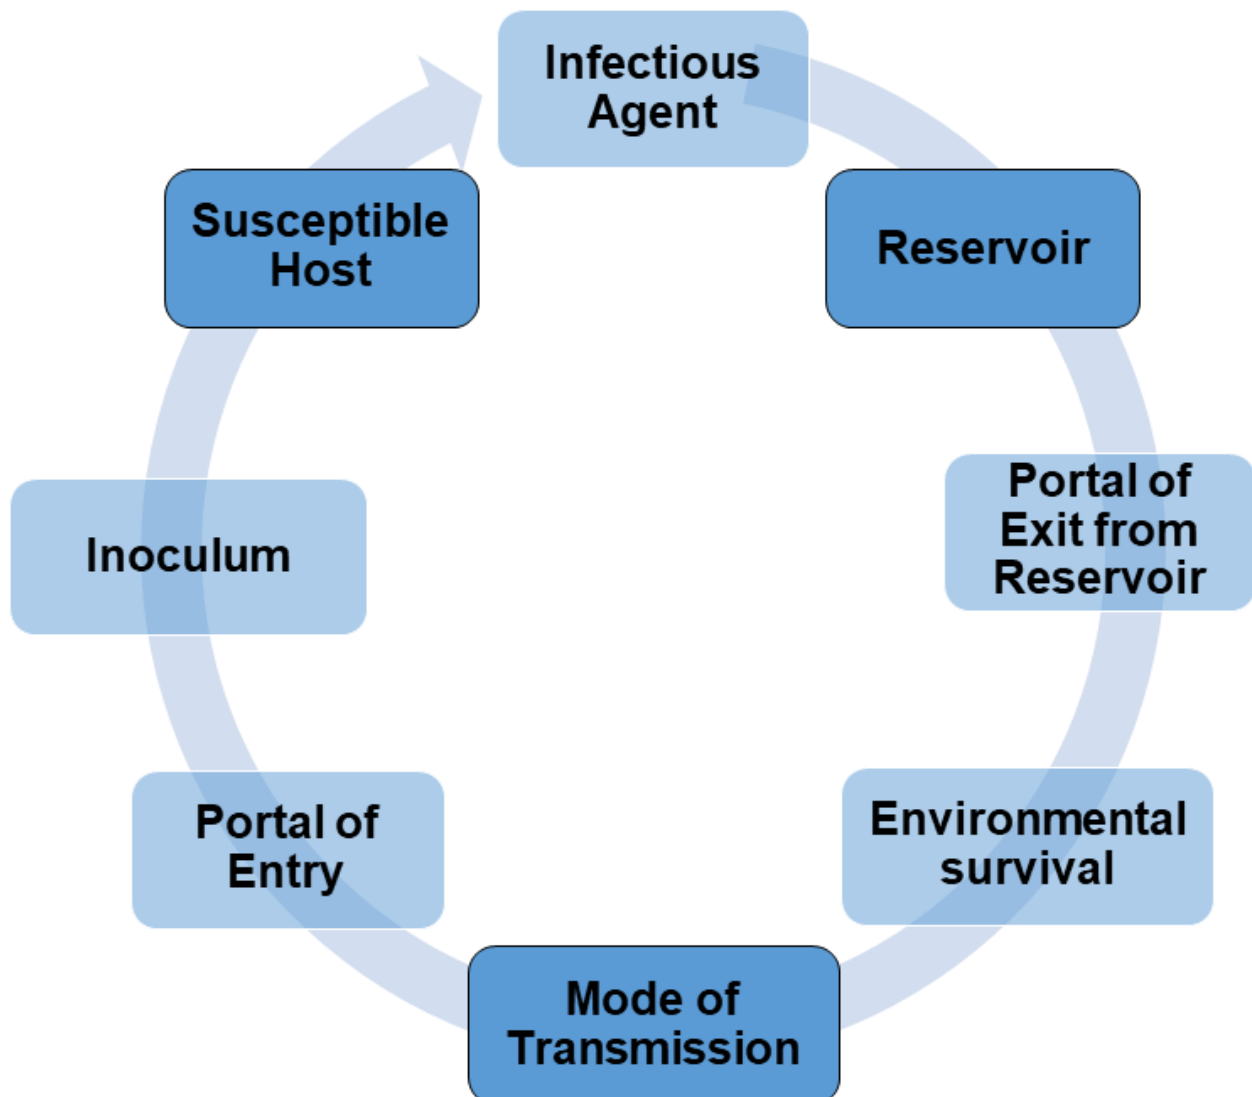 Infectious
Agent
Reservoir
Portal of
Exit from
Reservoir
Environmental
survival
Mode of
Transmission
Portal of
Entry
Inoculum
Susceptible
Host